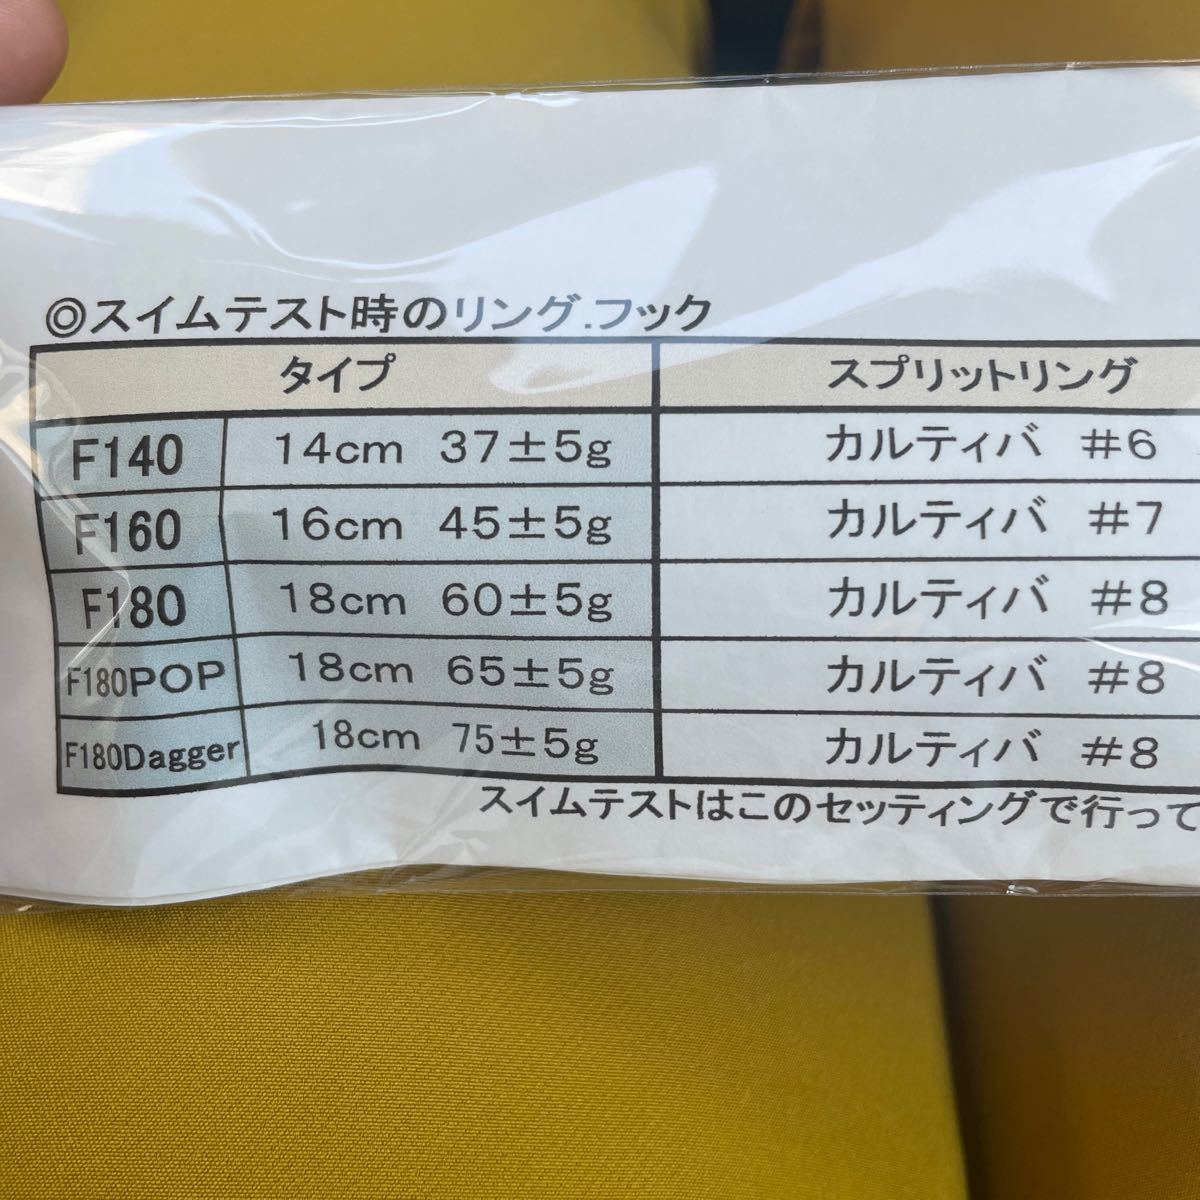 ◎スイムテスト時のリング.フック
タイプ スプリットリング
F140 14cm 37±5g カルティバ #6
F160 16cm 45±5g カルティバ #7
F180 18cm 60±5g カルティバ #8
F180POP 18cm 65±5g カルティバ #8
F180Dagger 18cm 75±5g カルティバ #8
スイムテストはこのセッティングで行って